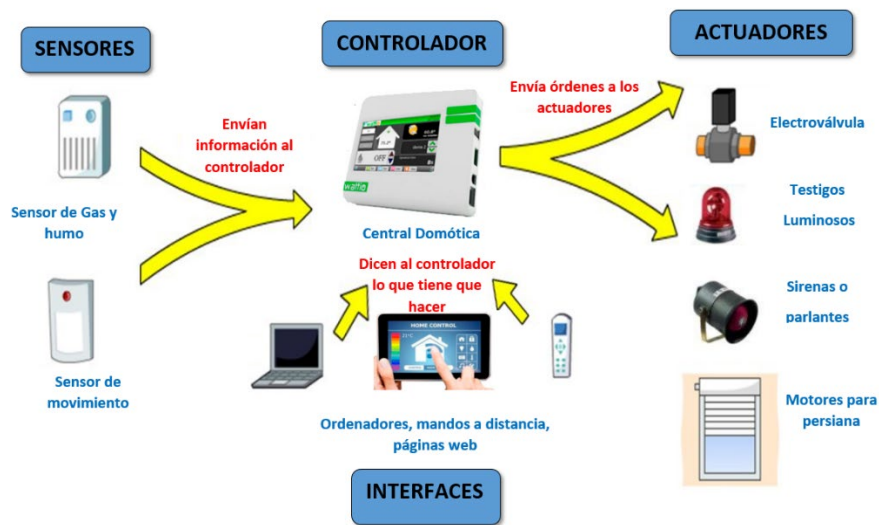 SENSORES
CONTROLADOR
ACTUADORES
Envían
información al
controlador
Envía órdenes a los
actuadores
Electroválvula
OFF
watio
Sensor de Gas y
humo
Central Domótica
Testigos
Luminosos
Dicen al controlador
lo que tiene que
hacer
HOME CONTROL
Sirenas o
parlantes
Sensor de
movimiento
Ordenadores, mandos a distancia,
páginas web
Motores para
persiana
INTERFACES